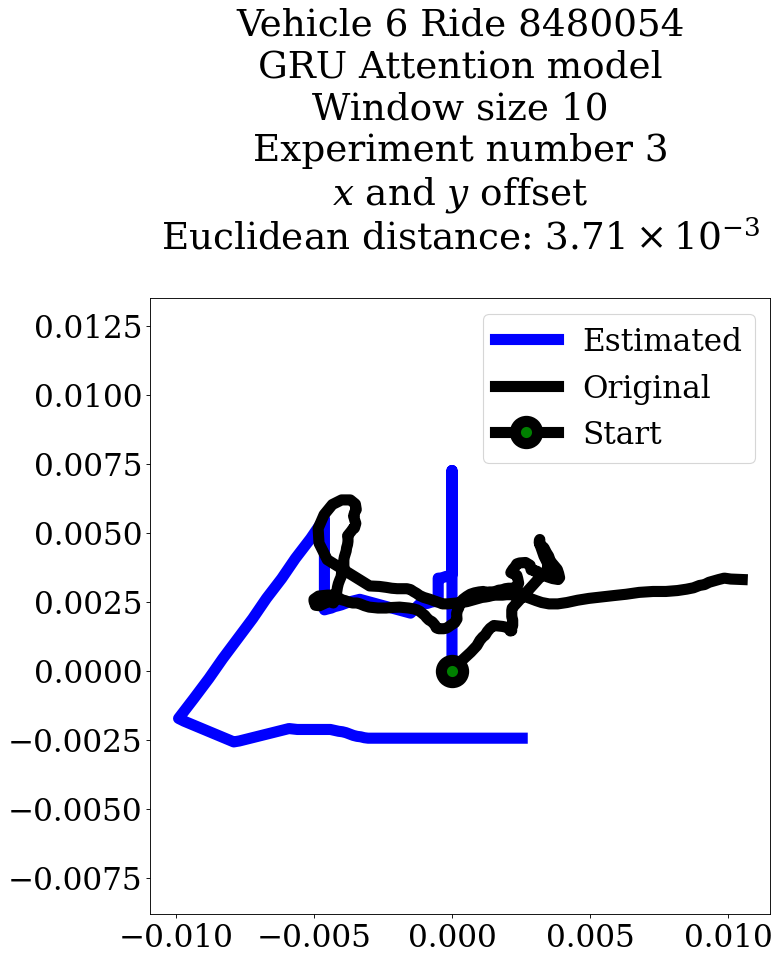 Vehicle 6 Ride 8480054
GRU Attention model
Window size 10
Experiment number 3
x and y offset
Euclidean distance: 3.71 × 10⁻³
Estimated
Original
Start
0.0125
0.0100
0.0075
0.0050
0.0025
0.0000
−0.0025
−0.0050
−0.0075
−0.010 −0.005 0.000 0.005 0.010